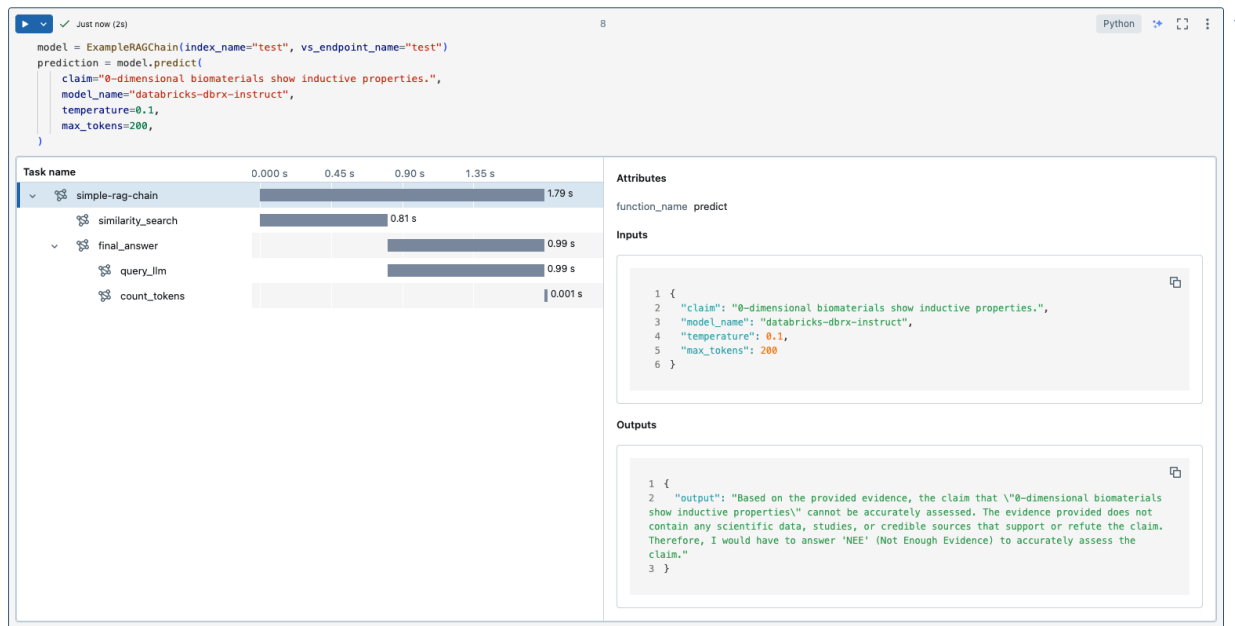 Just now (2s)
8
Python
model = ExampleRAGChain(index_name="test", vs_endpoint_name="test")
prediction = model.predict(
claim="0-dimensional biomaterials show inductive properties.",
model_name="databricks-dbrx-instruct",
temperature=0.1,
max_tokens=200,
)
Task name
0.000 s 0.45 s 0.90 s 1.35 s
simple-rag-chain 1.79 s
similarity_search 0.81 s
final_answer 0.99 s
query_llm 0.99 s
count_tokens 0.001 s
Attributes
function_name predict
Inputs
1 {
2 "claim": "0-dimensional biomaterials show inductive properties.",
3 "model_name": "databricks-dbrx-instruct",
4 "temperature": 0.1,
5 "max_tokens": 200
6 }
Outputs
1 {
2 "output": "Based on the provided evidence, the claim that \"0-dimensional biomaterials
show inductive properties\" cannot be accurately assessed. The evidence provided does not
contain any scientific data, studies, or credible sources that support or refute the claim.
Therefore, I would have to answer 'NEE' (Not Enough Evidence) to accurately assess the
claim."
3 }